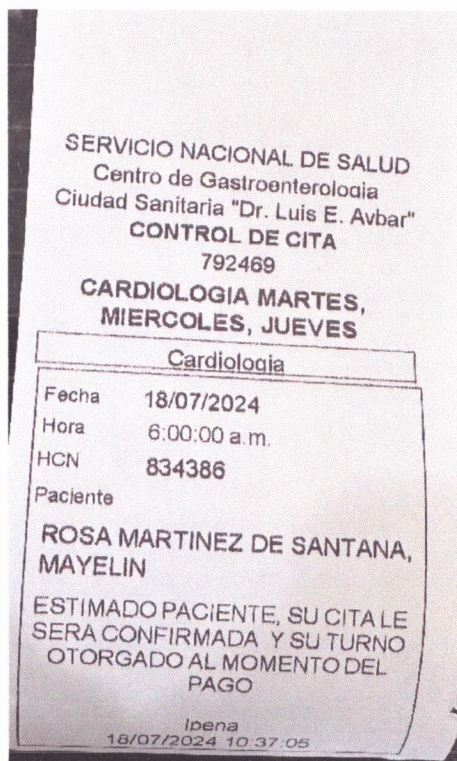 SERVICIO NACIONAL DE SALUD
Centro de Gastroenterologia
Ciudad Sanitaria "Dr. Luis E. Avbar"
CONTROL DE CITA
792469
CARDIOLOGIA MARTES,
MIERCOLES, JUEVES
Cardiologia
Fecha 18/07/2024
Hora 6:00:00 a.m.
HCN 834386
Paciente
ROSA MARTINEZ DE SANTANA,
MAYELIN
ESTIMADO PACIENTE, SU CITA LE
SERA CONFIRMADA Y SU TURNO
OTORGADO AL MOMENTO DEL
PAGO
lpena
18/07/2024 10:37:05